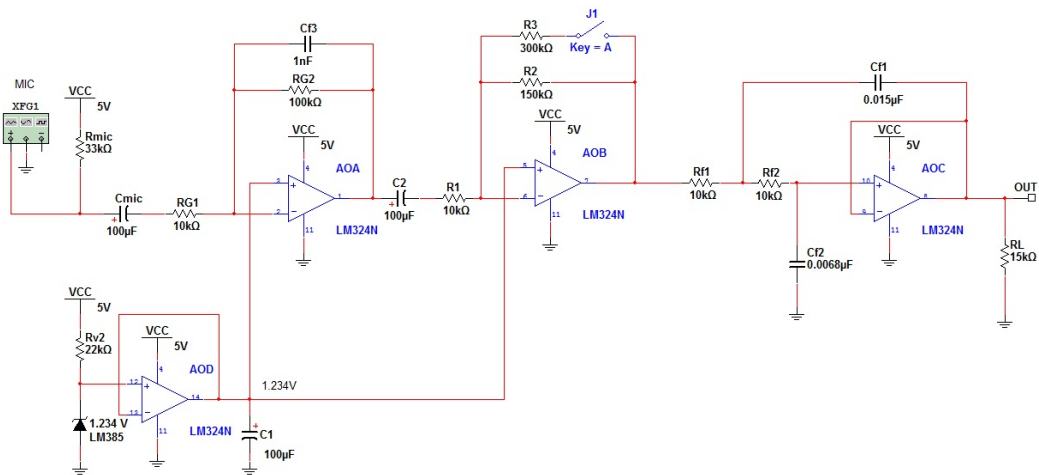 J1
Key = A
R3
300kΩ
Cf3
1nF
RG2
100kΩ
R2
150kΩ
Cf1
0.015µF
MIC
XFG1
VCC
5V
Rmic
33kΩ
VCC
5V
4
AOA
3
2
1
11
LM324N
VCC
5V
4
AOB
5
6
7
11
LM324N
VCC
5V
4
AOC
10
9
8
11
LM324N
Cmic
100µF
RG1
10kΩ
C2
100µF
R1
10kΩ
Rf1
10kΩ
Rf2
10kΩ
OUT
RL
15kΩ
Cf2
0.0068µF
VCC
5V
Rv2
22kΩ
VCC
5V
4
AOD
12
13
14
11
LM324N
1.234V
1.234 V
LM385
C1
100µF